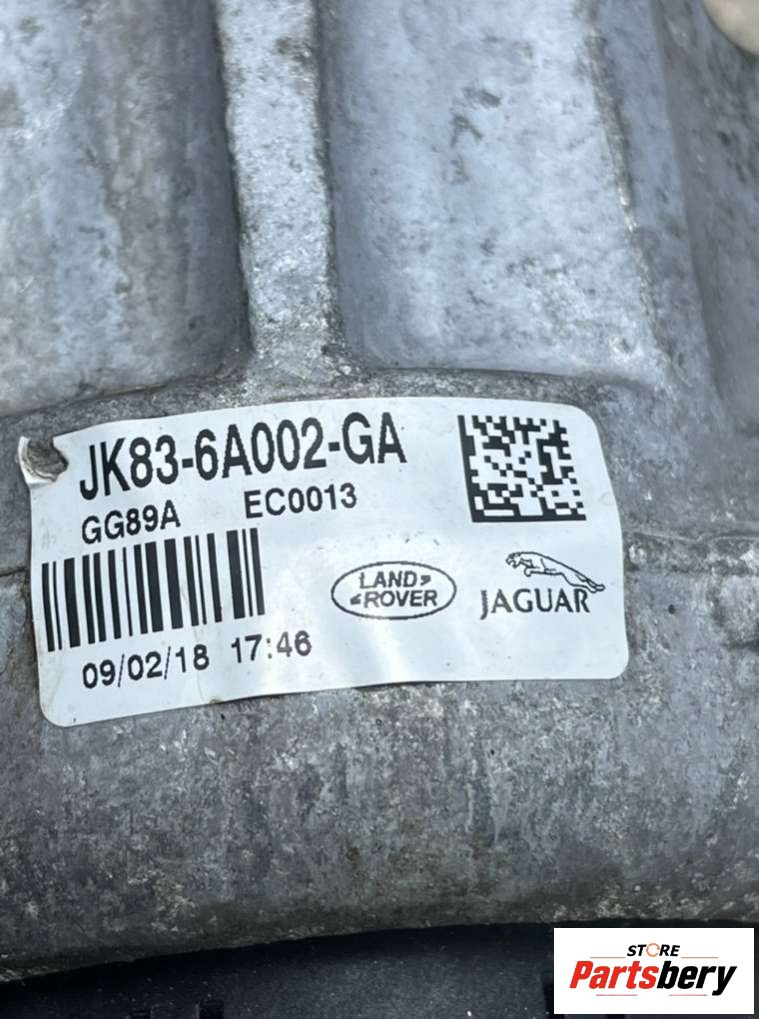 JK83-6A002-GA
GG89A EC0013
LAND
ROVER
JAGUAR
09/02/18 17:46
STORE
Partsbery